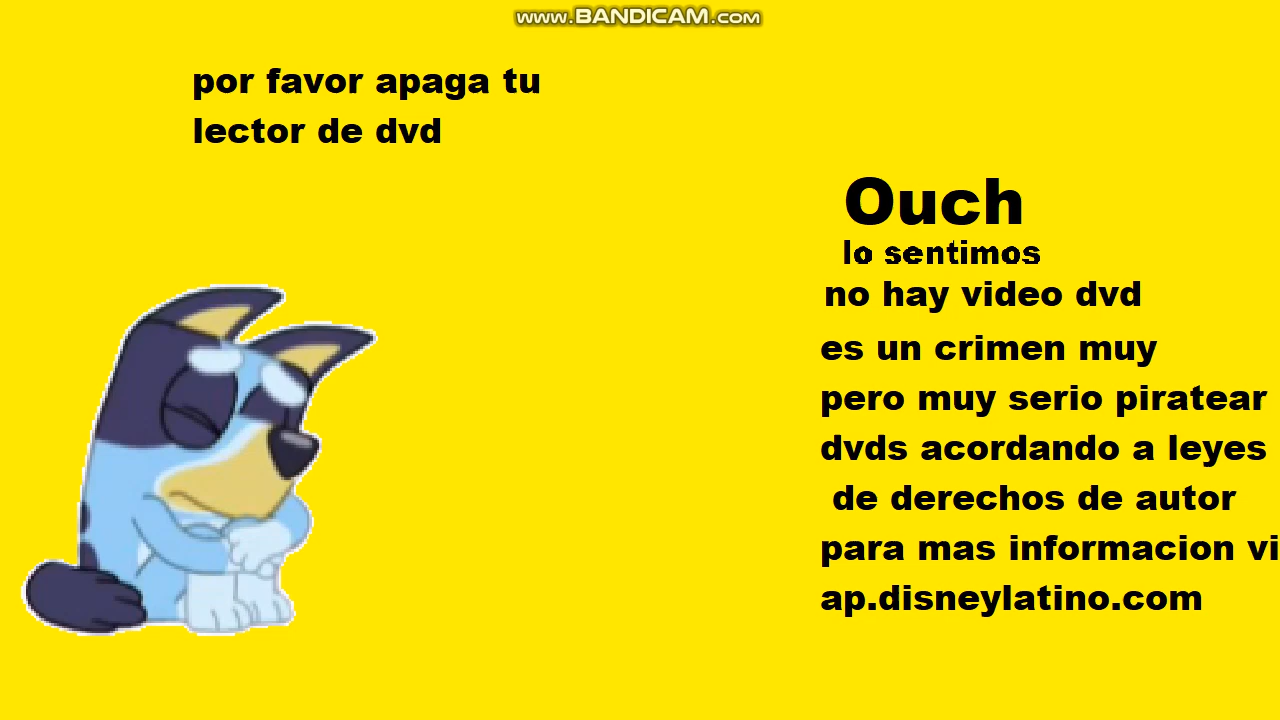 www.BANDICAM.com
por favor apaga tu
lector de dvd
Ouch
lo sentimos
no hay video dvd
es un crimen muy
pero muy serio piratear
dvds acordando a leyes
de derechos de autor
para mas informacion vi
ap.disneylatino.com